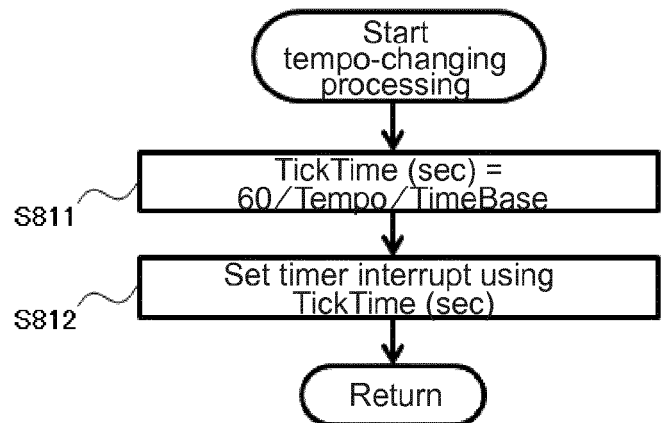 Start
tempo-changing
processing
TickTime (sec) =
60/Tempo/TimeBase
S811
Set timer interrupt using
TickTime (sec)
S812
Return